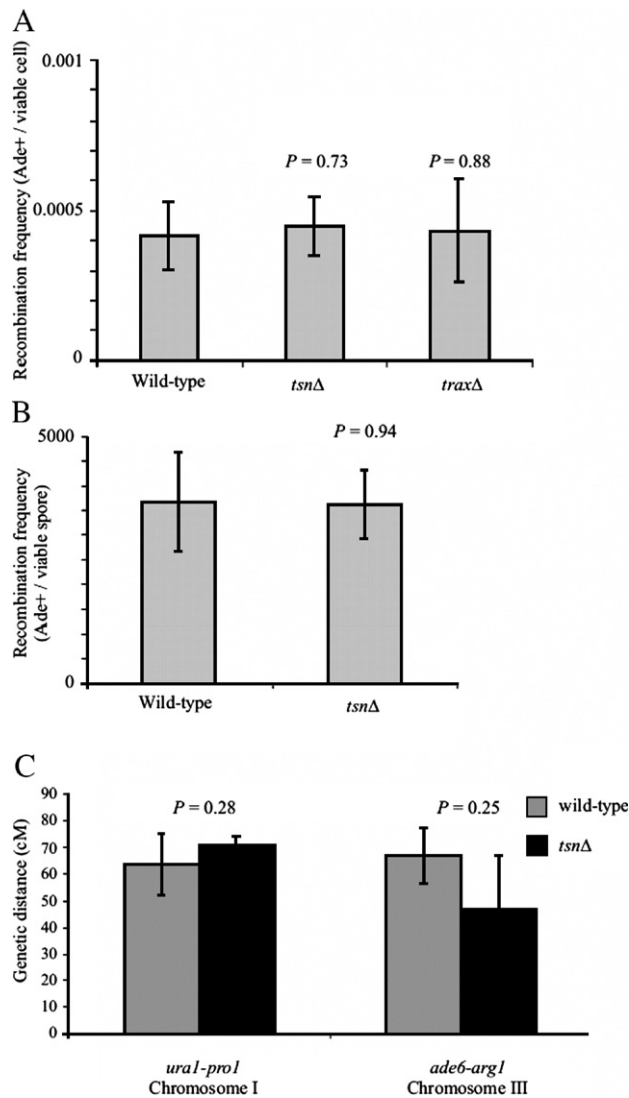 A
Recombination frequency (Ade+ / viable cell)
0.001
0.0005
0
P = 0.73
P = 0.88
Wild-type
tsnΔ
traxΔ
B
Recombination frequency
(Ade+ / viable spore)
5000
0
P = 0.94
Wild-type
tsnΔ
C
Genetic distance (cM)
90
80
70
60
50
40
30
20
10
0
P = 0.28
P = 0.25
wild-type
tsnΔ
ura1-pro1
Chromosome I
ade6-arg1
Chromosome III